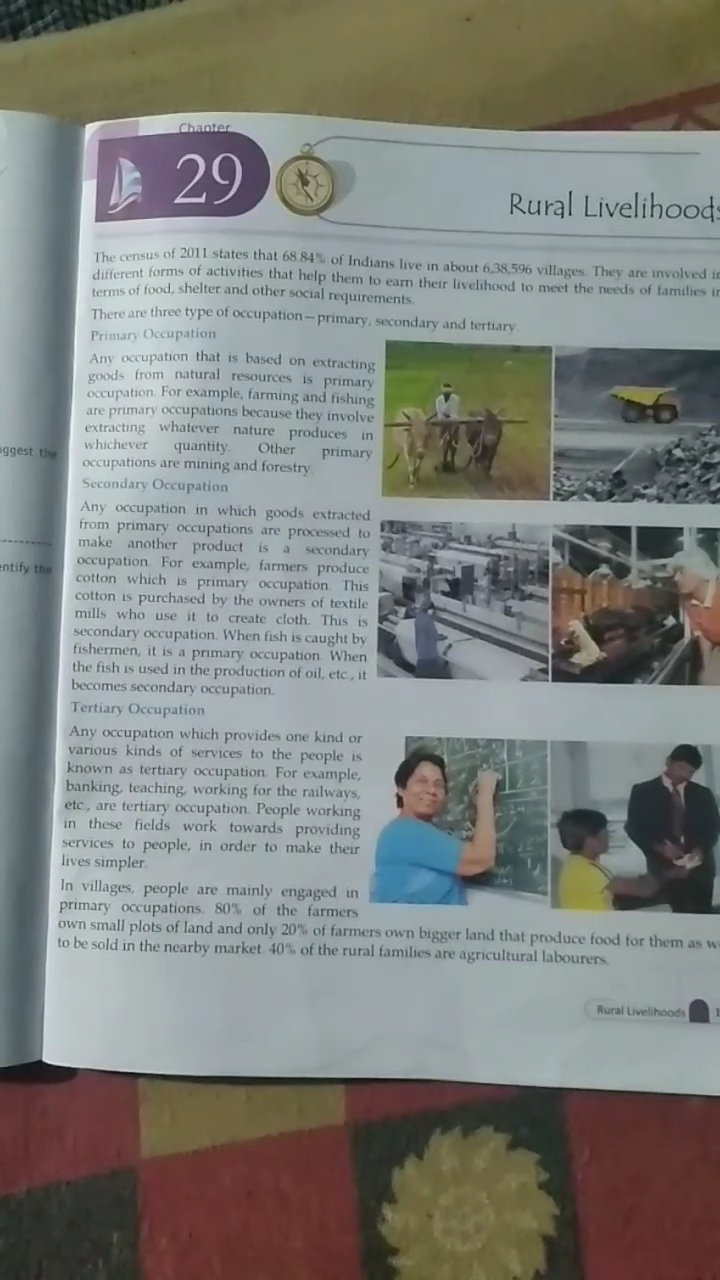 Chapter
29
Rural Livelihoods
The census of 2011 states that 68.84% of Indians live in about 6,38,596 villages. They are involved in
different forms of activities that help them to earn their livelihood to meet the needs of families in
terms of food, shelter and other social requirements.
There are three type of occupation—primary, secondary and tertiary.
Primary Occupation
Any occupation that is based on extracting
goods from natural resources is primary
occupation. For example, farming and fishing
are primary occupations because they involve
extracting whatever nature produces in
whichever quantity. Other primary
occupations are mining and forestry.
Secondary Occupation
Any occupation in which goods extracted
from primary occupations are processed to
make another product is a secondary
occupation. For example, farmers produce
cotton which is primary occupation. This
cotton is purchased by the owners of textile
mills who use it to create cloth. This is
secondary occupation. When fish is caught by
fishermen, it is a primary occupation. When
the fish is used in the production of oil, etc., it
becomes secondary occupation.
Tertiary Occupation
Any occupation which provides one kind or
various kinds of services to the people is
known as tertiary occupation. For example,
banking, teaching, working for the railways,
etc., are tertiary occupation. People working
in these fields work towards providing
services to people, in order to make their
lives simpler.
In villages, people are mainly engaged in
primary occupations. 80% of the farmers
own small plots of land and only 20% of farmers own bigger land that produce food for them as
to be sold in the nearby market. 40% of the rural families are agricultural labourers.
Rural Livelihoods
the
the